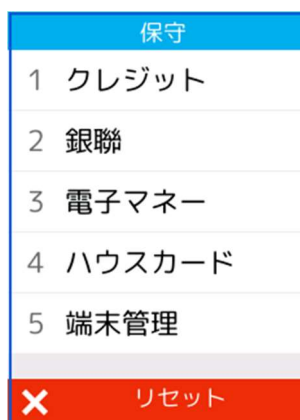 保守
1 クレジット
2 銀聯
3 電子マネー
4 ハウスカード
5 端末管理
× リセット